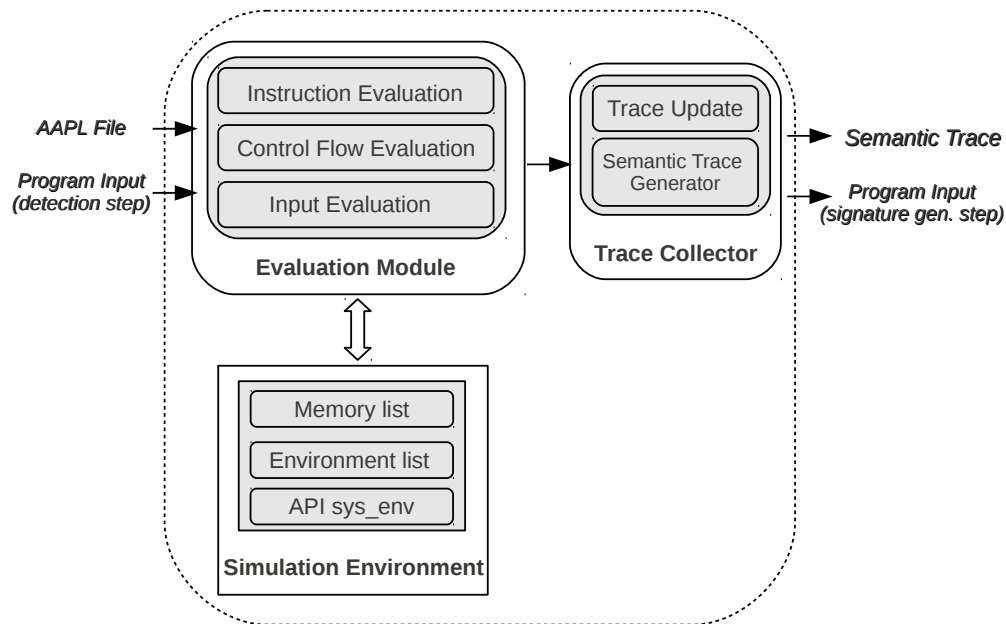 AAPL File
Program Input
(detection step)
Instruction Evaluation
Control Flow Evaluation
Input Evaluation
Evaluation Module
Trace Update
Semantic Trace
Generator
Trace Collector
Semantic Trace
Program Input
(signature gen. step)
Memory list
Environment list
API sys_env
Simulation Environment